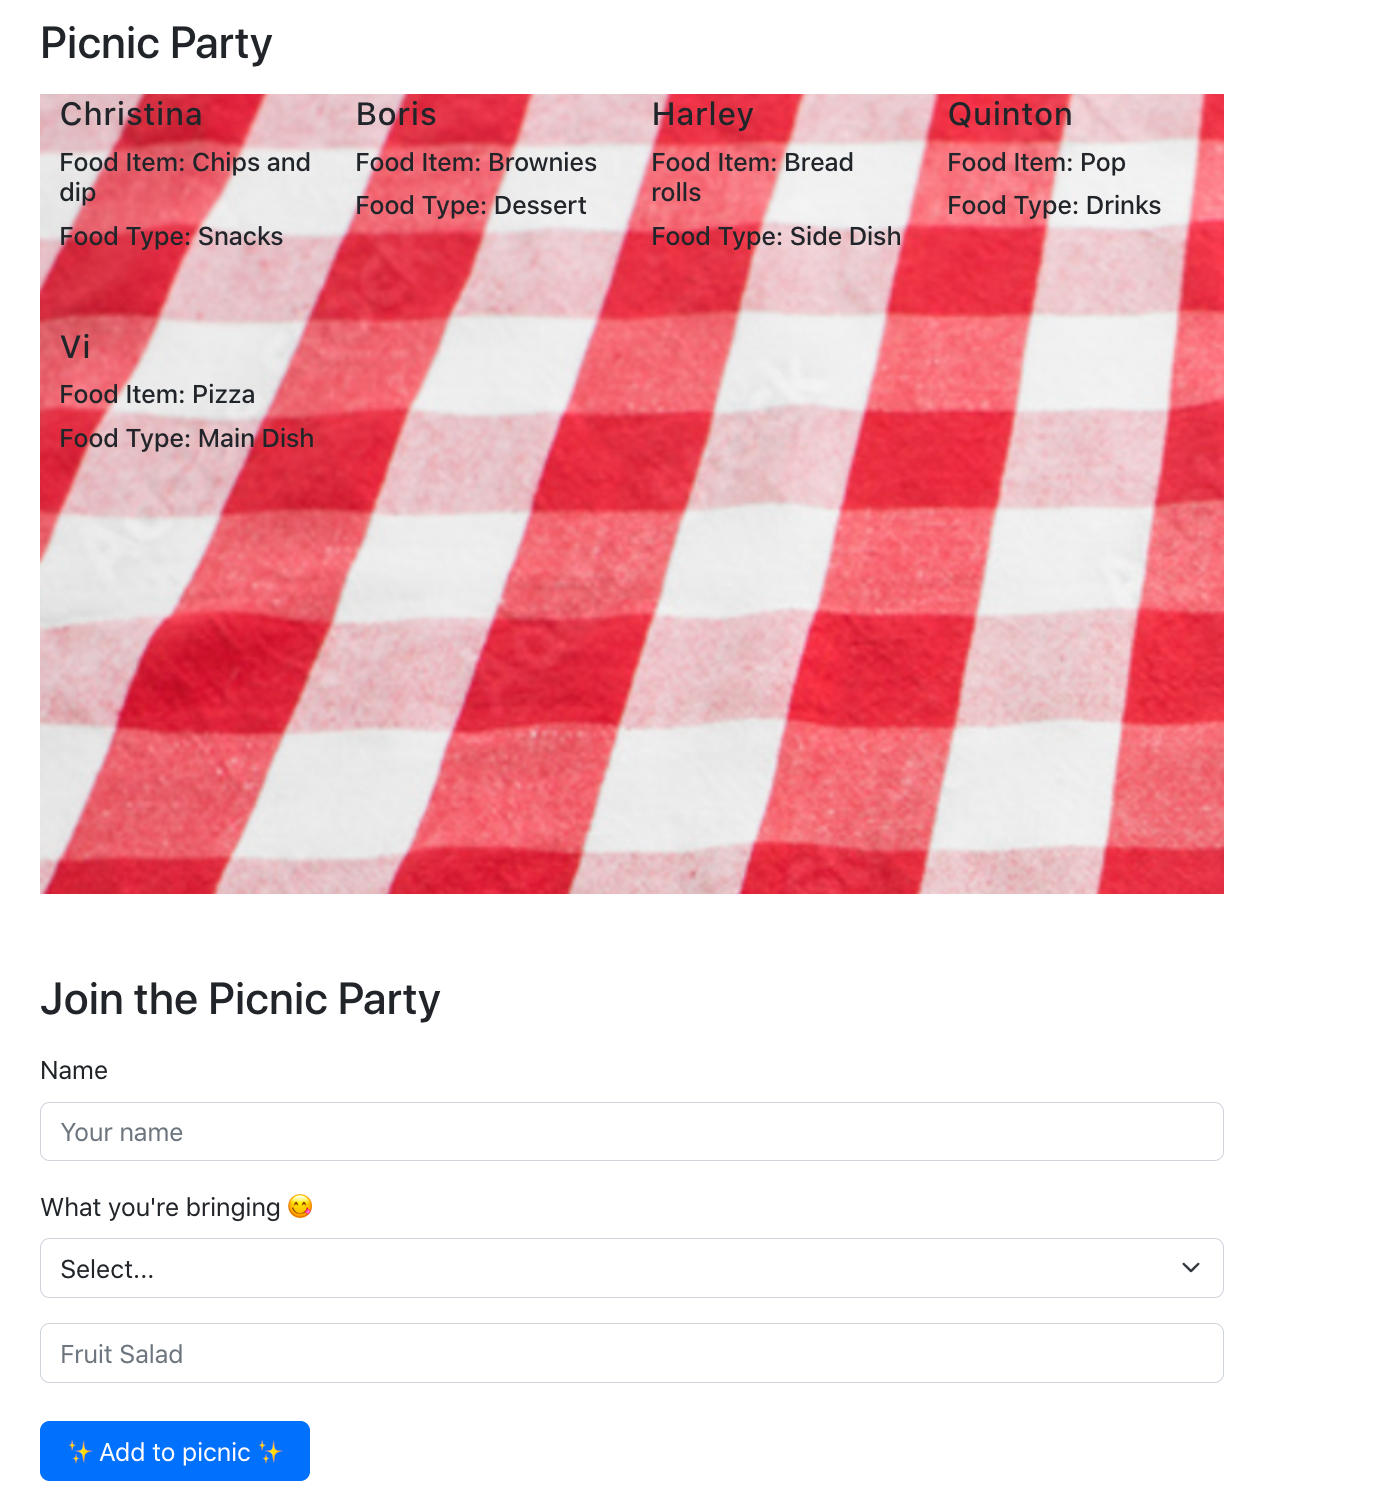 Picnic Party
Christina
Food Item: Chips and
dip
Food Type: Snacks
Boris
Food Item: Brownies
Food Type: Dessert
Harley
Food Item: Bread
rolls
Food Type: Side Dish
Quinton
Food Item: Pop
Food Type: Drinks
Vi
Food Item: Pizza
Food Type: Main Dish
Join the Picnic Party
Name
Your name
What you're bringing 😋
Select...
Fruit Salad
✨ Add to picnic ✨